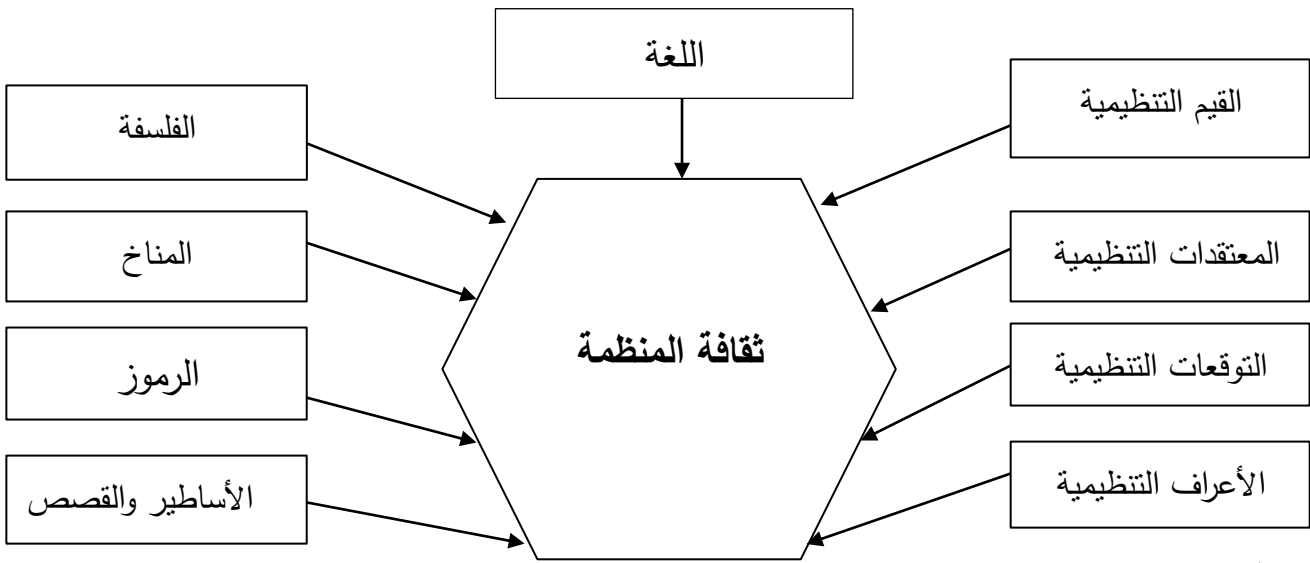 اللغة
القيم التنظيمية
الفلسفة
المعتقدات التنظيمية
المناخ
ثقافة المنظمة
التوقعات التنظيمية
الرموز
الأعراف التنظيمية
الأساطير والقصص